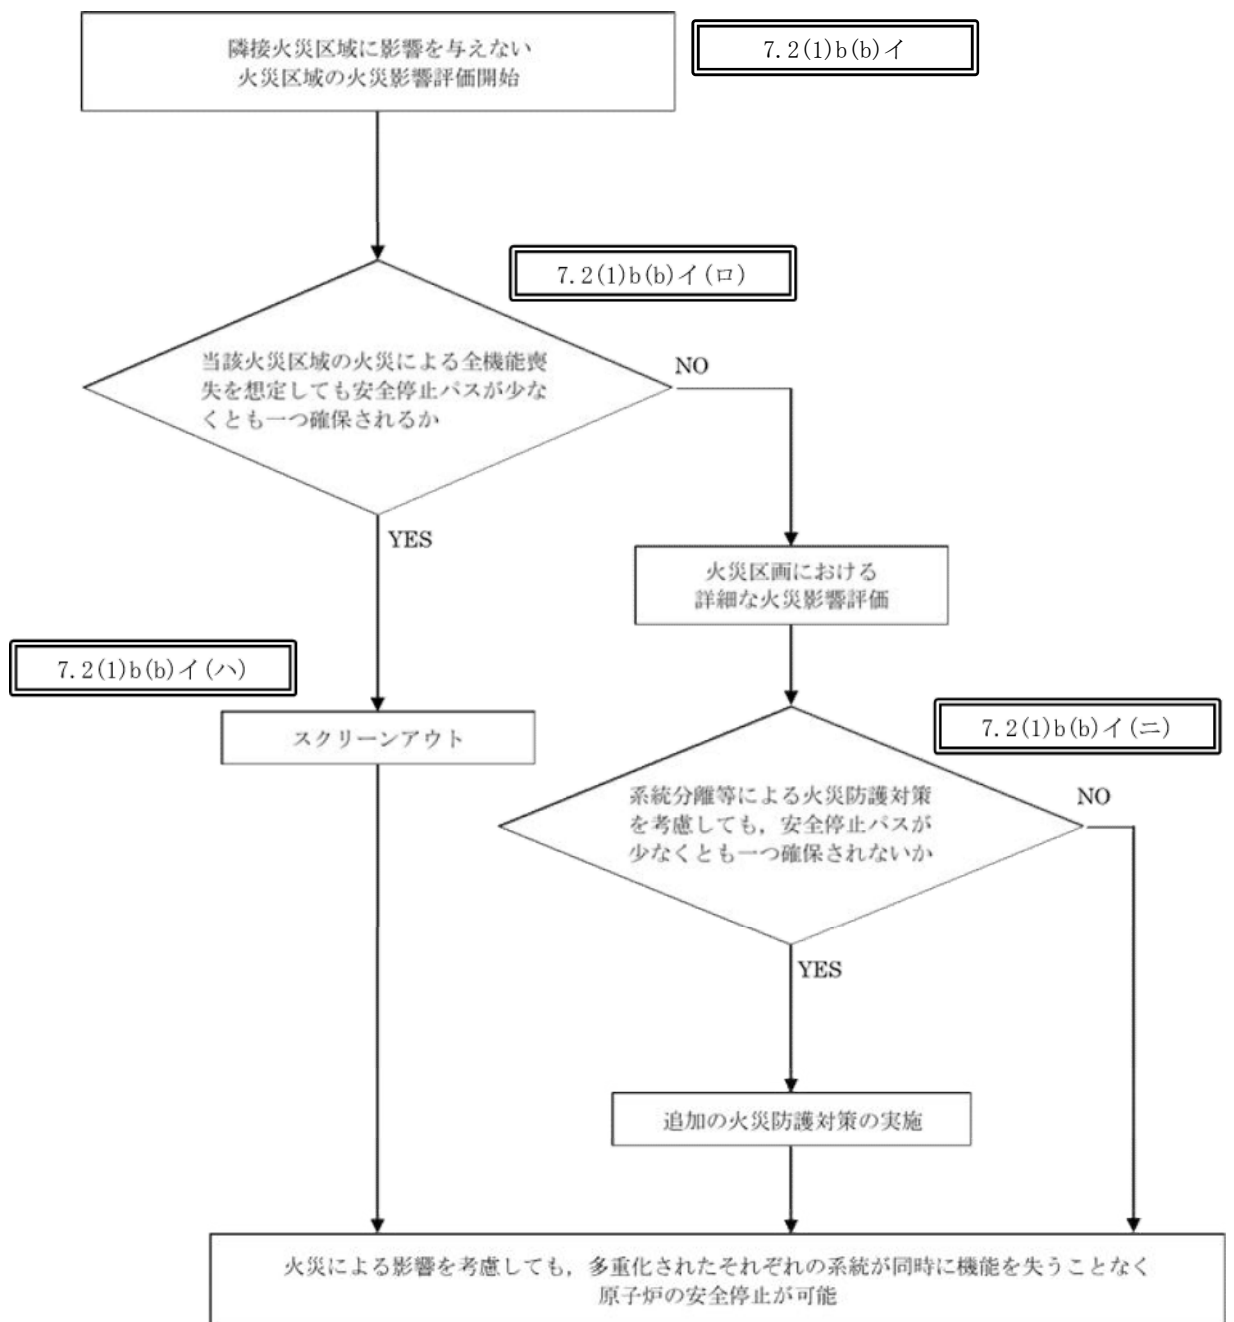 隣接火災区域に影響を与えない
火災区域の火災影響評価開始
7.2(1)b(b)イ
7.2(1)b(b)イ(ロ)
当該火災区域の火災による全機能喪
失を想定しても安全停止パスが少な
くとも一つ確保されるか
NO
YES
火災区画における
詳細な火災影響評価
7.2(1)b(b)イ(ハ)
スクリーンアウト
7.2(1)b(b)イ(ニ)
系統分離等による火災防護対策
を考慮しても，安全停止パスが
少なくとも一つ確保されないか
NO
YES
追加の火災防護対策の実施
火災による影響を考慮しても，多重化されたそれぞれの系統が同時に機能を失うことなく
原子炉の安全停止が可能